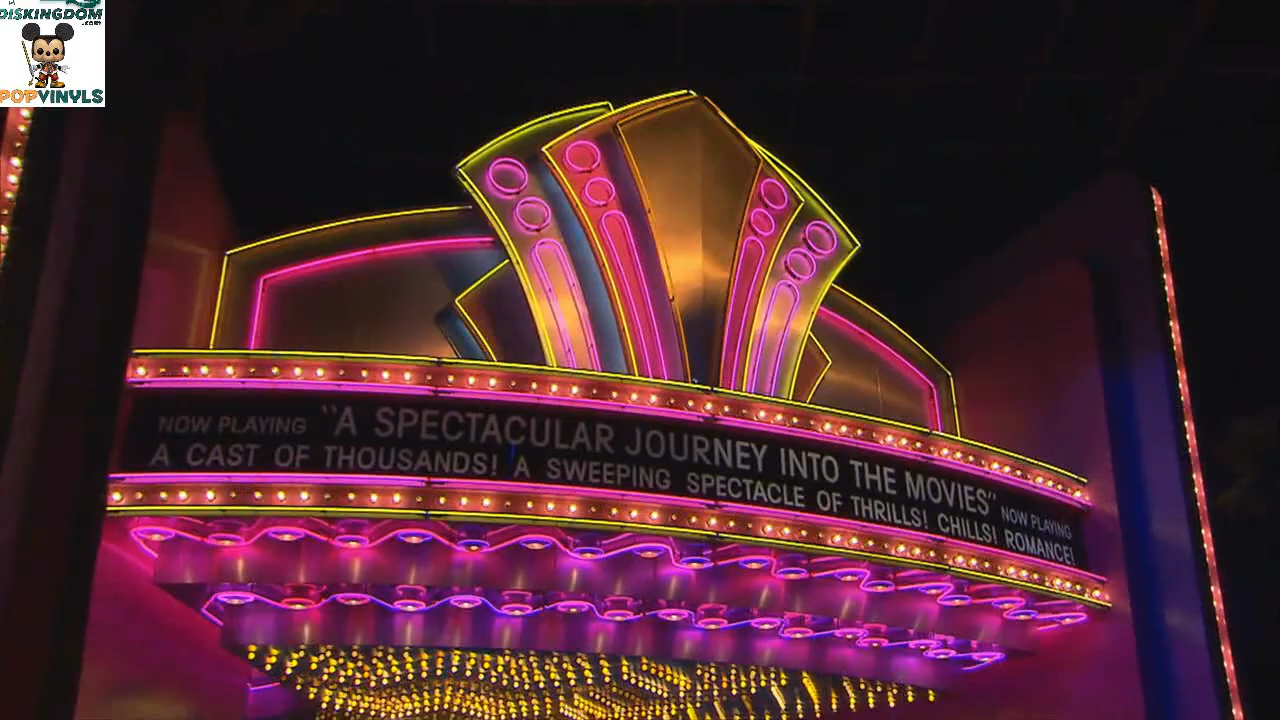 DISKINGDOM
.com
POPVINYLS
NOW PLAYING "A SPECTACULAR JOURNEY INTO THE MOVIES" NOW PLAYING
A CAST OF THOUSANDS! A SWEEPING SPECTACLE OF THRILLS! CHILLS! ROMANCE!